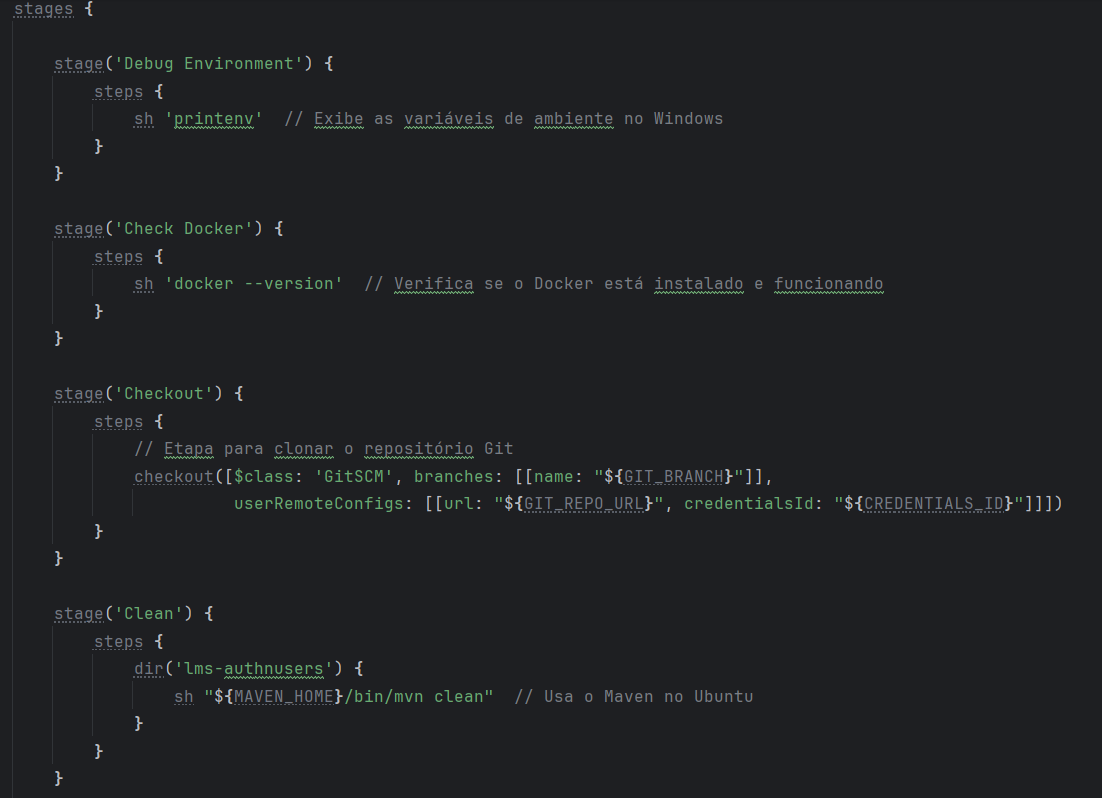 stages {
stage('Debug Environment') {
steps {
sh 'printenv'  // Exibe as variáveis de ambiente no Windows
}
}
stage('Check Docker') {
steps {
sh 'docker --version'  // Verifica se o Docker está instalado e funcionando
}
}
stage('Checkout') {
steps {
// Etapa para clonar o repositório Git
checkout([$class: 'GitSCM', branches: [[name: "${GIT_BRANCH}"]],
userRemoteConfigs: [[url: "${GIT_REPO_URL}", credentialsId: "${CREDENTIALS_ID}"]]])
}
}
stage('Clean') {
steps {
dir('lms-authnusers') {
sh "${MAVEN_HOME}/bin/mvn clean"  // Usa o Maven no Ubuntu
}
}
}